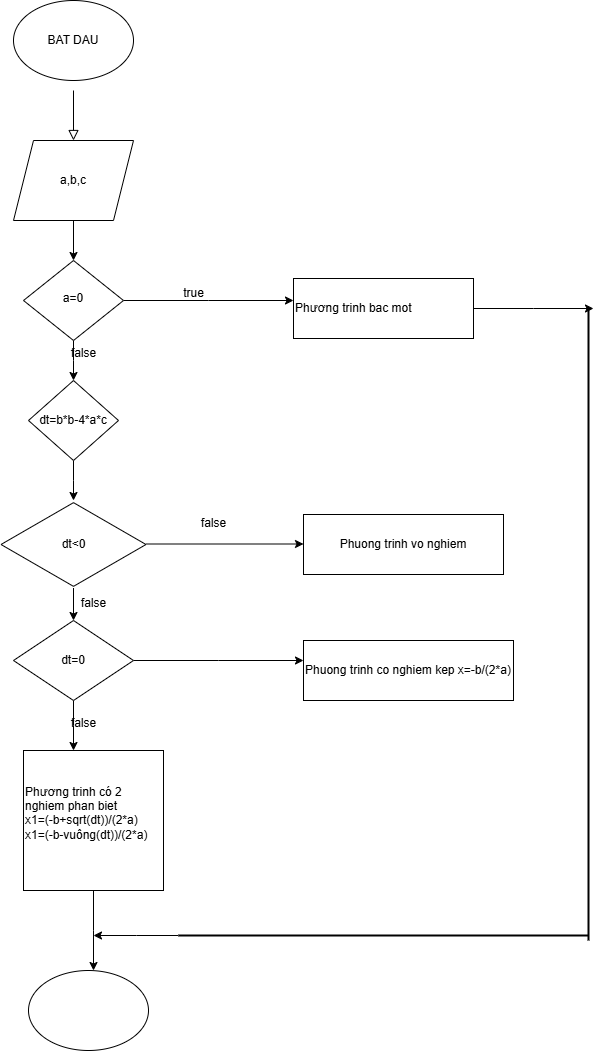 BAT DAU
a,b,c
a=0
true
Phương trình bac mot
false
dt=b*b-4*a*c
dt<0
false
Phuong trinh vo nghiem
false
dt=0
Phuong trinh co nghiem kep x=-b/(2*a)
false
Phương trình có 2
nghiem phan biet
x1=(-b+sqrt(dt))/(2*a)
x1=(-b-vuông(dt))/(2*a)